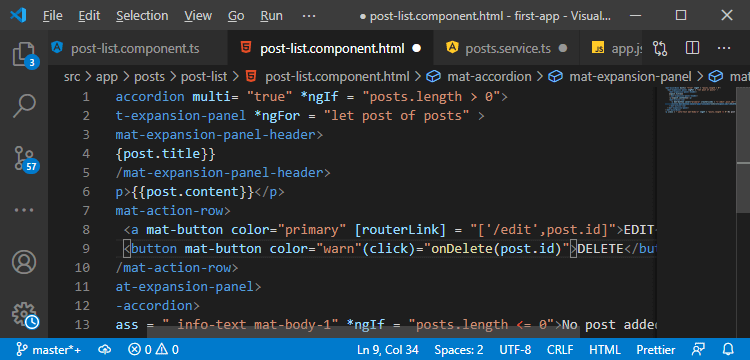 File Edit Selection View Go Run ··· ● post-list.component.html - first-app - Visual...
post-list.component.ts post-list.component.html ● posts.service.ts ● app.js
src > app > posts > post-list > post-list.component.html > mat-accordion > mat-expansion-panel > mat
1 accordion multi= "true" *ngIf = "posts.length > 0">
2 t-expansion-panel *ngFor = "let post of posts" >
3 mat-expansion-panel-header>
4 {post.title}}
5 /mat-expansion-panel-header>
6 p>{{post.content}}</p>
7 mat-action-row>
8 <a mat-button color="primary" [routerLink] = "['/edit',post.id]">EDIT
9 <button mat-button color="warn"(click)="onDelete(post.id)">DELETE</but
10 /mat-action-row>
11 at-expansion-panel>
12 -accordion>
13 ass = " info-text mat-body-1" *ngIf = "posts.length <= 0">No post added
3
57
master*+ 0 0 Ln 9, Col 34 Spaces: 2 UTF-8 CRLF HTML Prettier